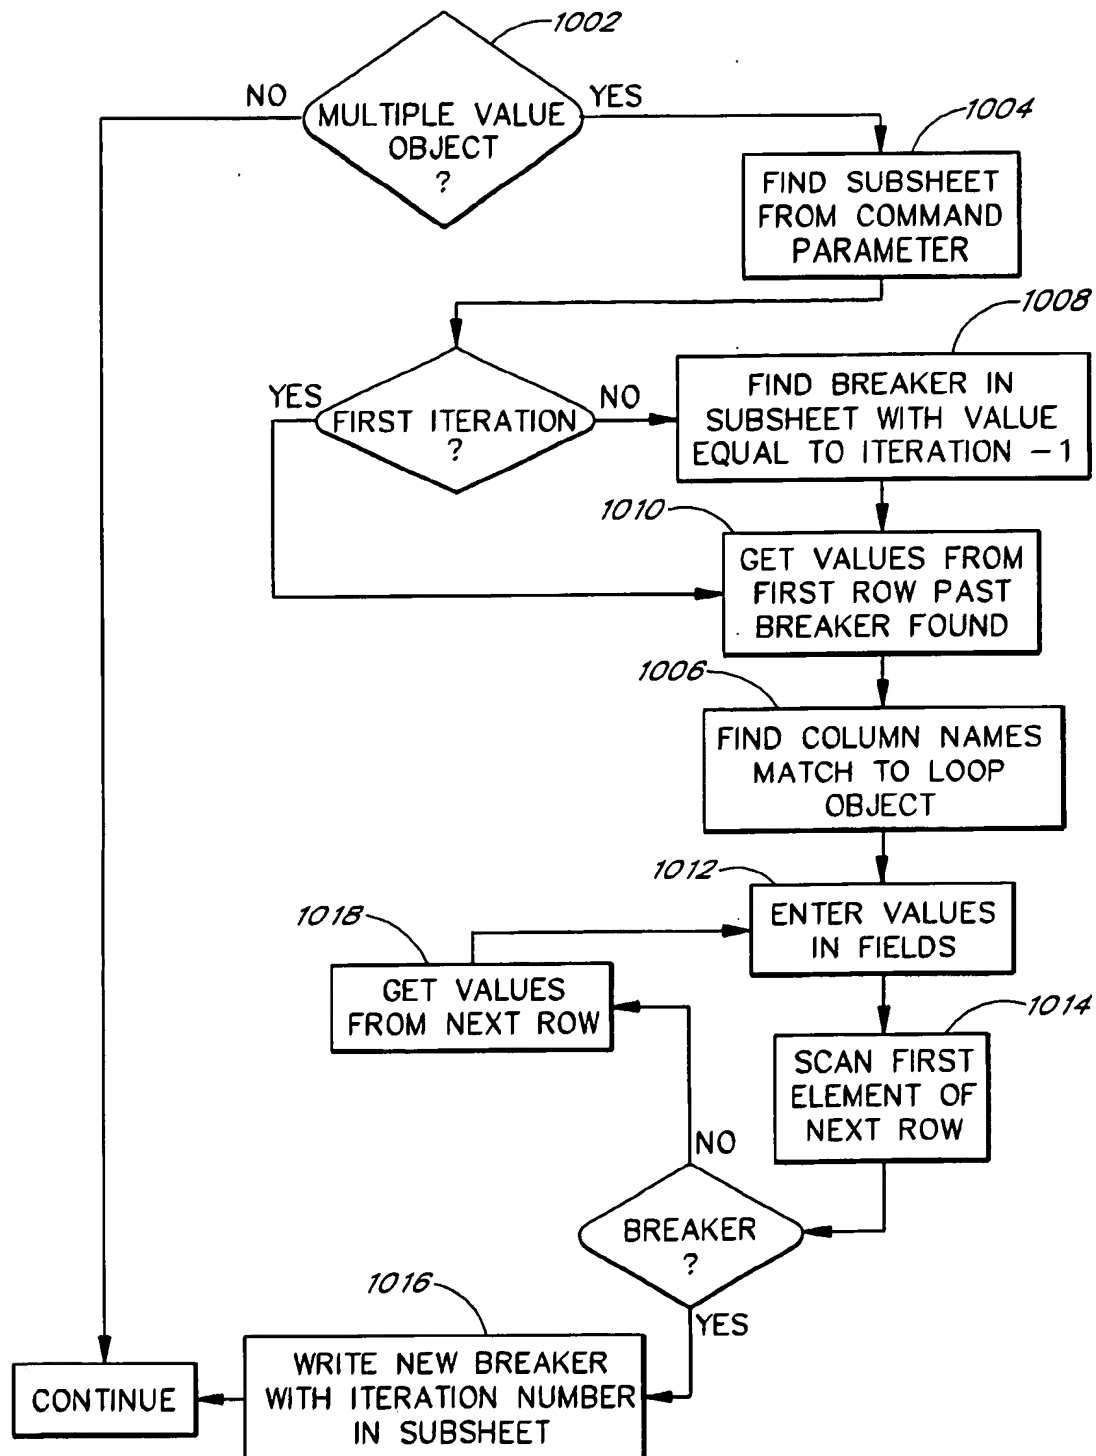 1002
NO
YES
MULTIPLE VALUE
OBJECT
?
1004
FIND SUBSHEET
FROM COMMAND
PARAMETER
1008
YES
FIRST ITERATION
?
NO
FIND BREAKER IN
SUBSHEET WITH VALUE
EQUAL TO ITERATION -1
1010
GET VALUES FROM
FIRST ROW PAST
BREAKER FOUND
1006
FIND COLUMN NAMES
MATCH TO LOOP
OBJECT
1012
ENTER VALUES
IN FIELDS
1018
GET VALUES
FROM NEXT ROW
1014
SCAN FIRST
ELEMENT OF
NEXT ROW
NO
BREAKER
?
YES
1016
WRITE NEW BREAKER
WITH ITERATION NUMBER
IN SUBSHEET
CONTINUE